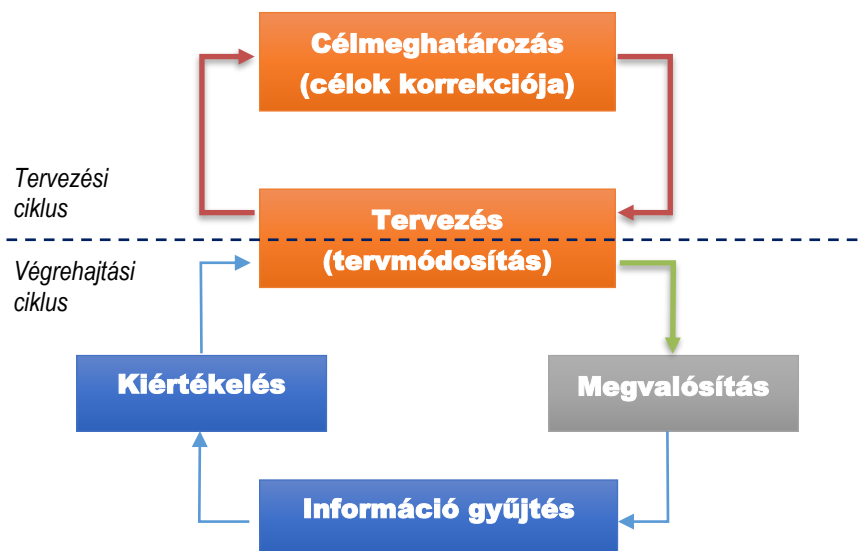 Célmeghatározás
(célok korrekciója)
Tervezési
ciklus
Tervezés
(tervmódosítás)
Végrehajtási
ciklus
Kiértékelés
Megvalósítás
Információ gyűjtés